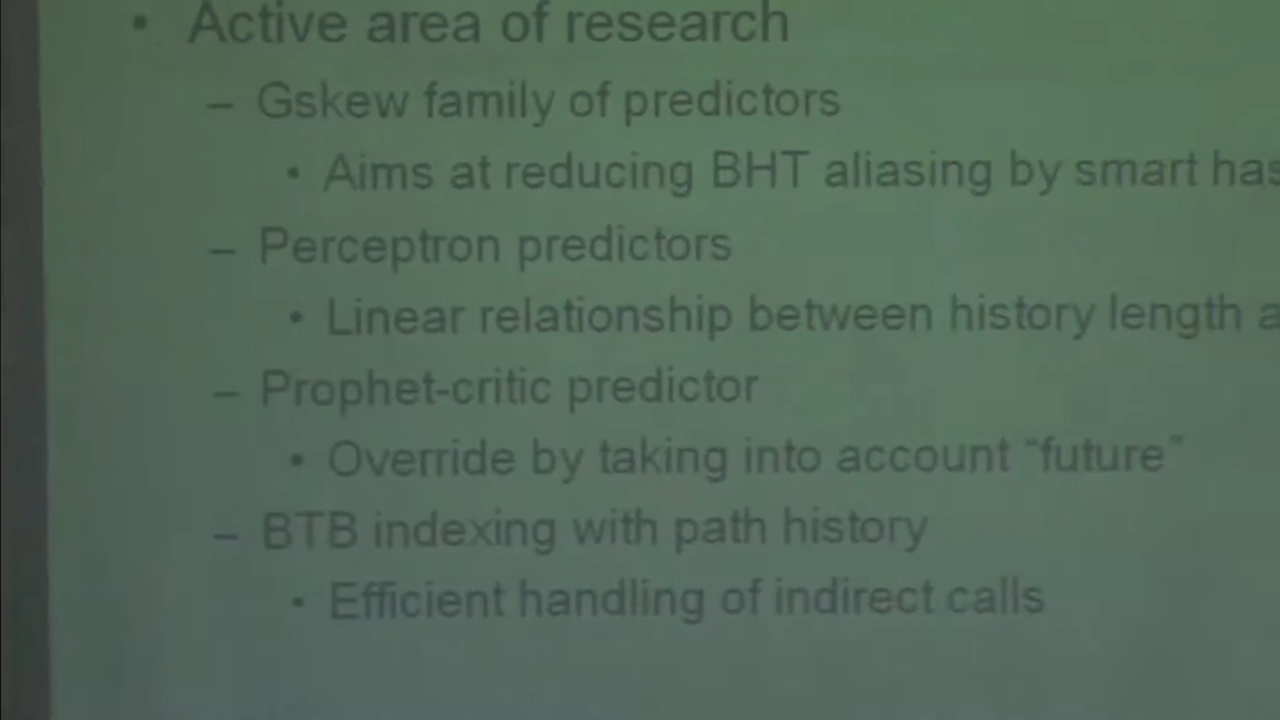 • Active area of research
– Gskew family of predictors
• Aims at reducing BHT aliasing by smart
– Perceptron predictors
• Linear relationship between history length
– Prophet-critic predictor
• Override by taking into account “future”
– BTB indexing with path history
• Efficient handling of indirect calls